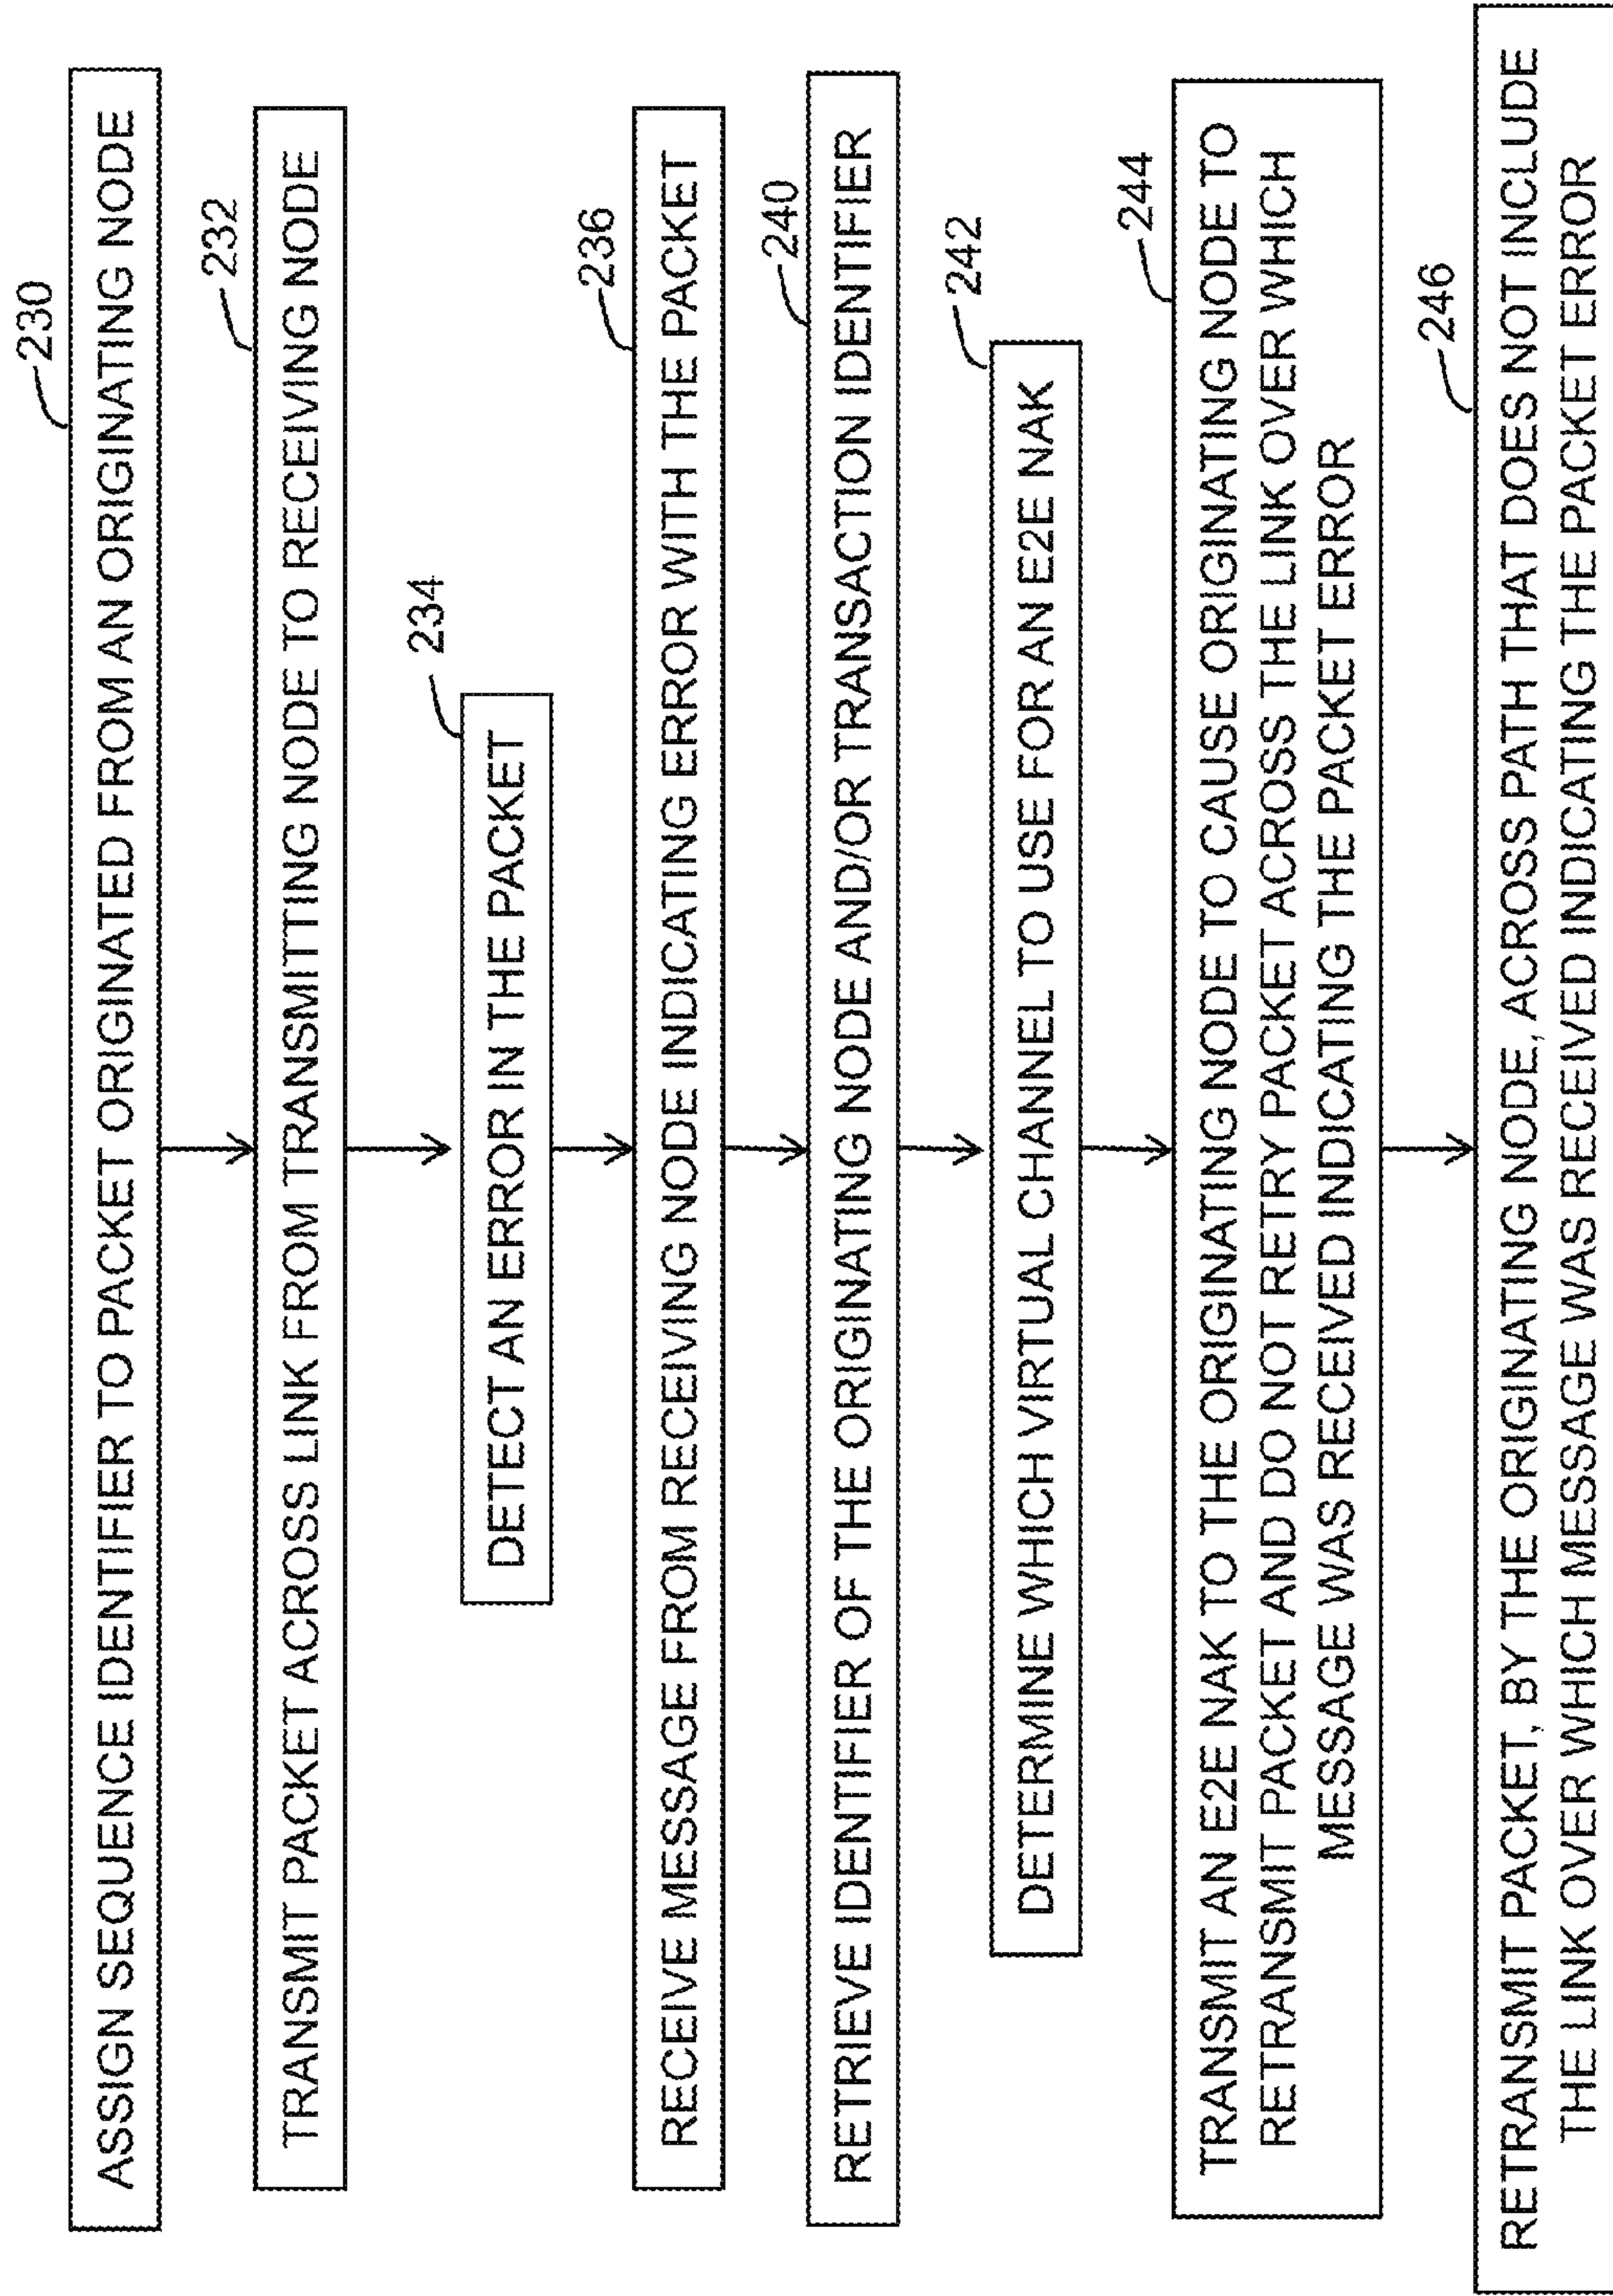 230
ASSIGN SEQUENCE IDENTIFIER TO PACKET ORIGINATED FROM AN ORIGINATING NODE
232
TRANSMIT PACKET ACROSS LINK FROM TRANSMITTING NODE TO RECEIVING NODE
234
DETECT AN ERROR IN THE PACKET
236
RECEIVE MESSAGE FROM RECEIVING NODE INDICATING ERROR WITH THE PACKET
240
RETRIEVE IDENTIFIER OF THE ORIGINATING NODE AND/OR TRANSACTION IDENTIFIER
242
DETERMINE WHICH VIRTUAL CHANNEL TO USE FOR AN E2E NAK
244
TRANSMIT AN E2E NAK TO THE ORIGINATING NODE TO CAUSE ORIGINATING NODE TO
RETRANSMIT PACKET AND DO NOT RETRY PACKET ACROSS THE LINK OVER WHICH
MESSAGE WAS RECEIVED INDICATING THE PACKET ERROR
246
RETRANSMIT PACKET, BY THE ORIGINATING NODE, ACROSS PATH THAT DOES NOT INCLUDE
THE LINK OVER WHICH MESSAGE WAS RECEIVED INDICATING THE PACKET ERROR